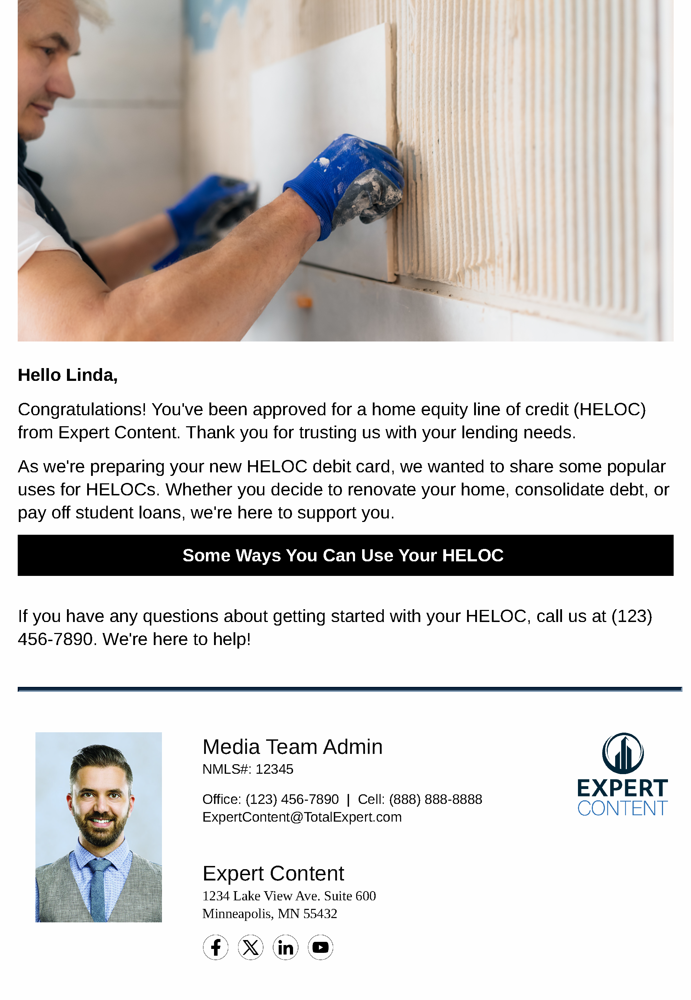 Hello Linda,
Congratulations! You've been approved for a home equity line of credit (HELOC)
from Expert Content. Thank you for trusting us with your lending needs.
As we're preparing your new HELOC debit card, we wanted to share some popular
uses for HELOCs. Whether you decide to renovate your home, consolidate debt, or
pay off student loans, we're here to support you.
Some Ways You Can Use Your HELOC
If you have any questions about getting started with your HELOC, call us at (123)
456-7890. We're here to help!
Media Team Admin
NMLS#: 12345
Office: (123) 456-7890 | Cell: (888) 888-8888
ExpertContent@TotalExpert.com
EXPERT
CONTENT
Expert Content
1234 Lake View Ave. Suite 600
Minneapolis, MN 55432